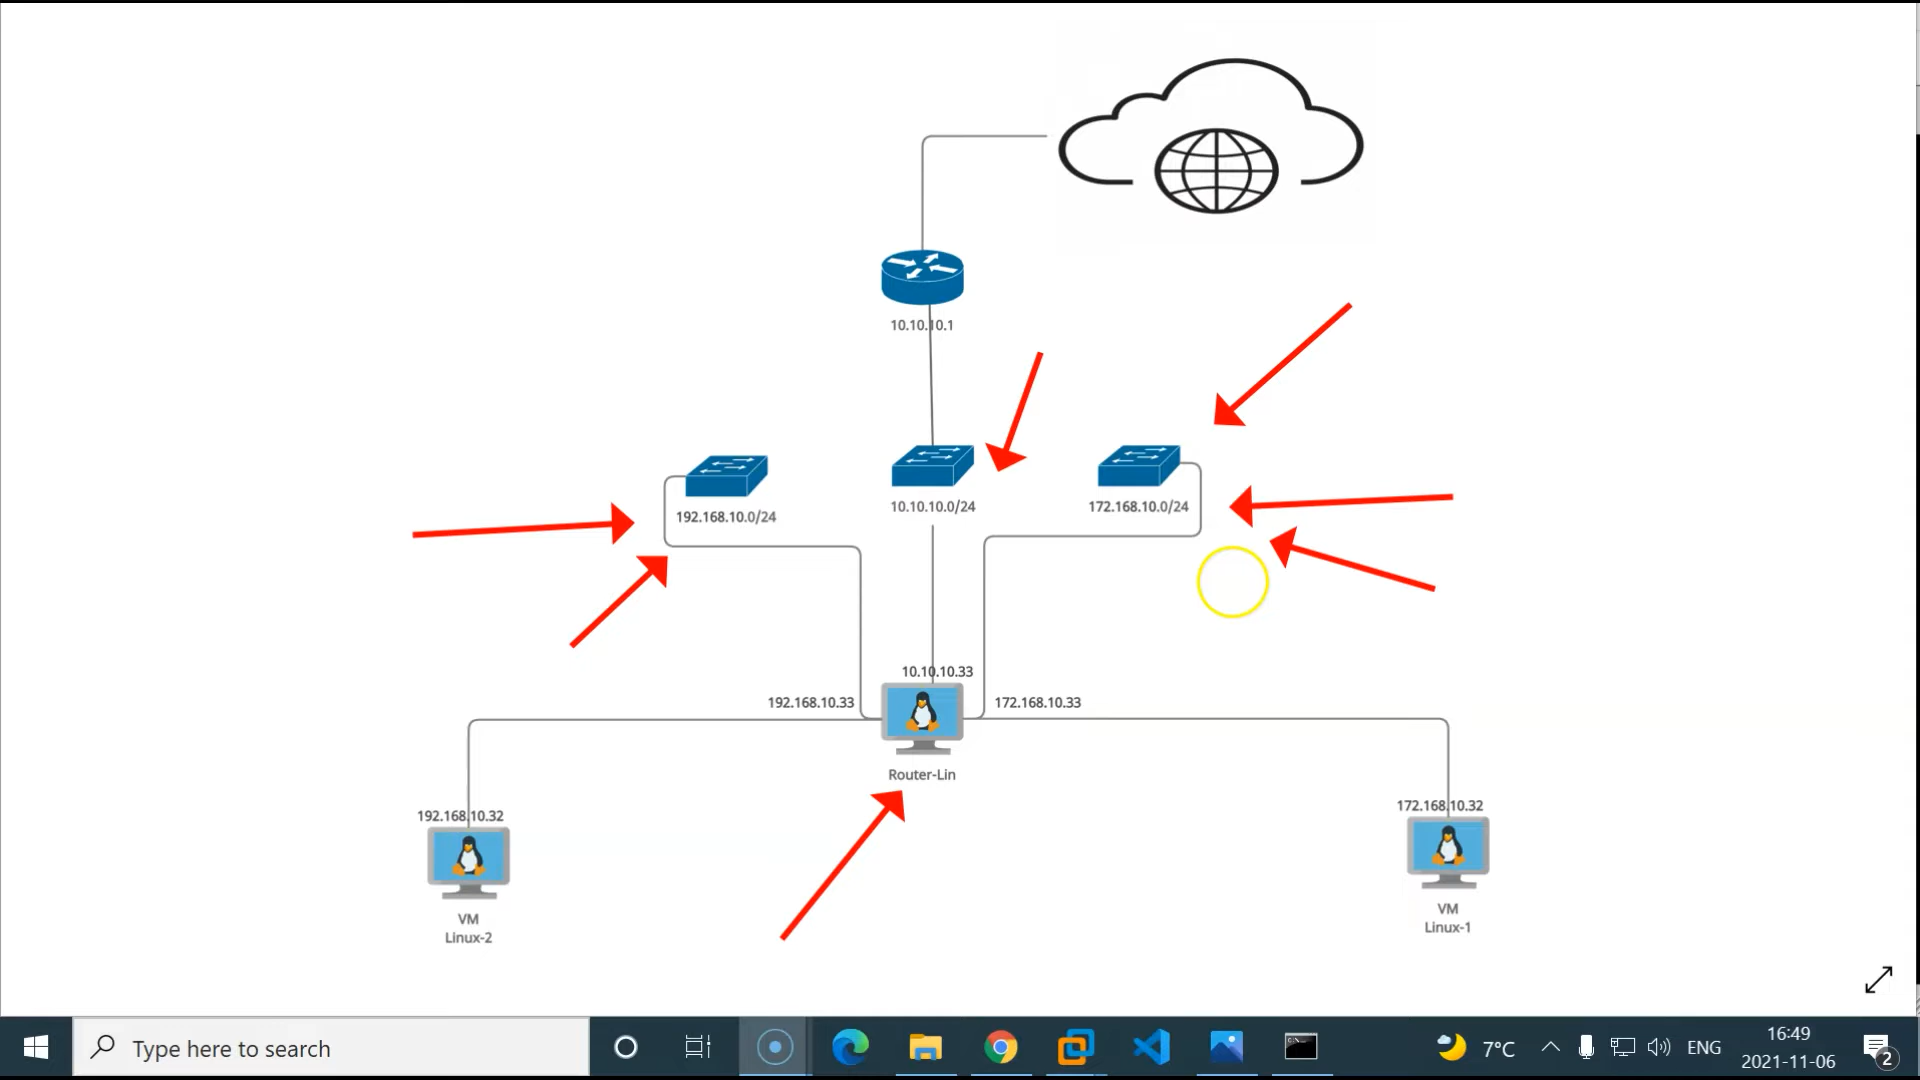 10.10.10.1
192.168.10.0/24
10.10.10.0/24
172.168.10.0/24
10.10.10.33
192.168.10.33
172.168.10.33
Router-Lin
192.168.10.32
VM
Linux-2
172.168.10.32
VM
Linux-1
Type here to search
7°C
ENG
16:49
2021-11-06
2